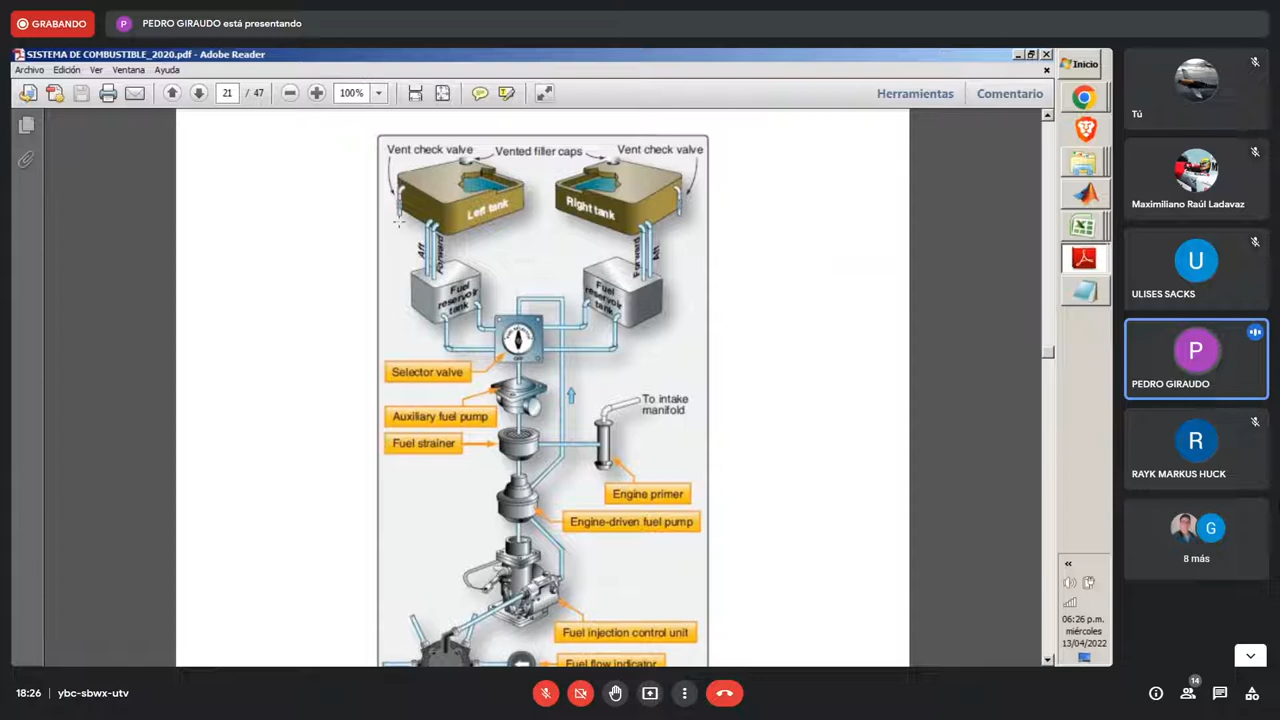 GRABANDO
P
PEDRO GIRAUDO está presentando
SISTEMA DE COMBUSTIBLE_2020.pdf - Adobe Reader
Archivo Edición Ver Ventana Ayuda
21 / 47
100%
Herramientas
Comentario
Vent check valve
Vented filler caps
Vent check valve
Left tank
Right tank
Aft
Forward
Forward
Aft
Fuel
reservoir
tank
Fuel
reservoir
tank
FUEL SELECTOR
OFF
Selector valve
Auxiliary fuel pump
Fuel strainer
To intake
manifold
Engine primer
Engine-driven fuel pump
Fuel injection control unit
Fuel flow indicator
Inicio
06:26 p.m.
miércoles
13/04/2022
Tú
Maximiliano Raúl Ladavaz
U
ULISES SACKS
P
PEDRO GIRAUDO
R
RAYK MARKUS HUCK
G
8 más
18:26
ybc-sbwx-utv
14